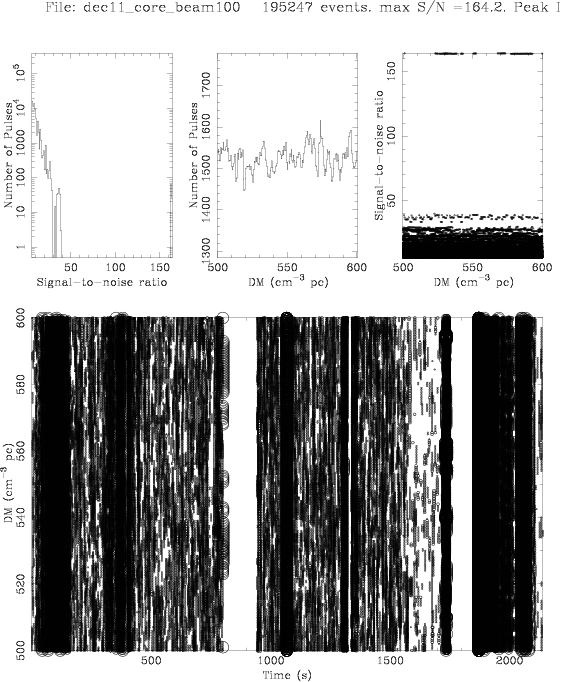 File: dec11_core_beam100 195247 events. max S/N =164.2. Peak I
Number of Pulses
10⁵
10⁴
1000
100
10
1
50 100 150
Signal-to-noise ratio
Number of Pulses
1700
1600
1500
1400
1300
500 550 600
DM (cm⁻³ pc)
Signal-to-noise ratio
150
100
50
500 550 600
DM (cm⁻³ pc)
DM (cm⁻³ pc)
600
580
560
540
520
500
500 1000 1500 2000
Time (s)